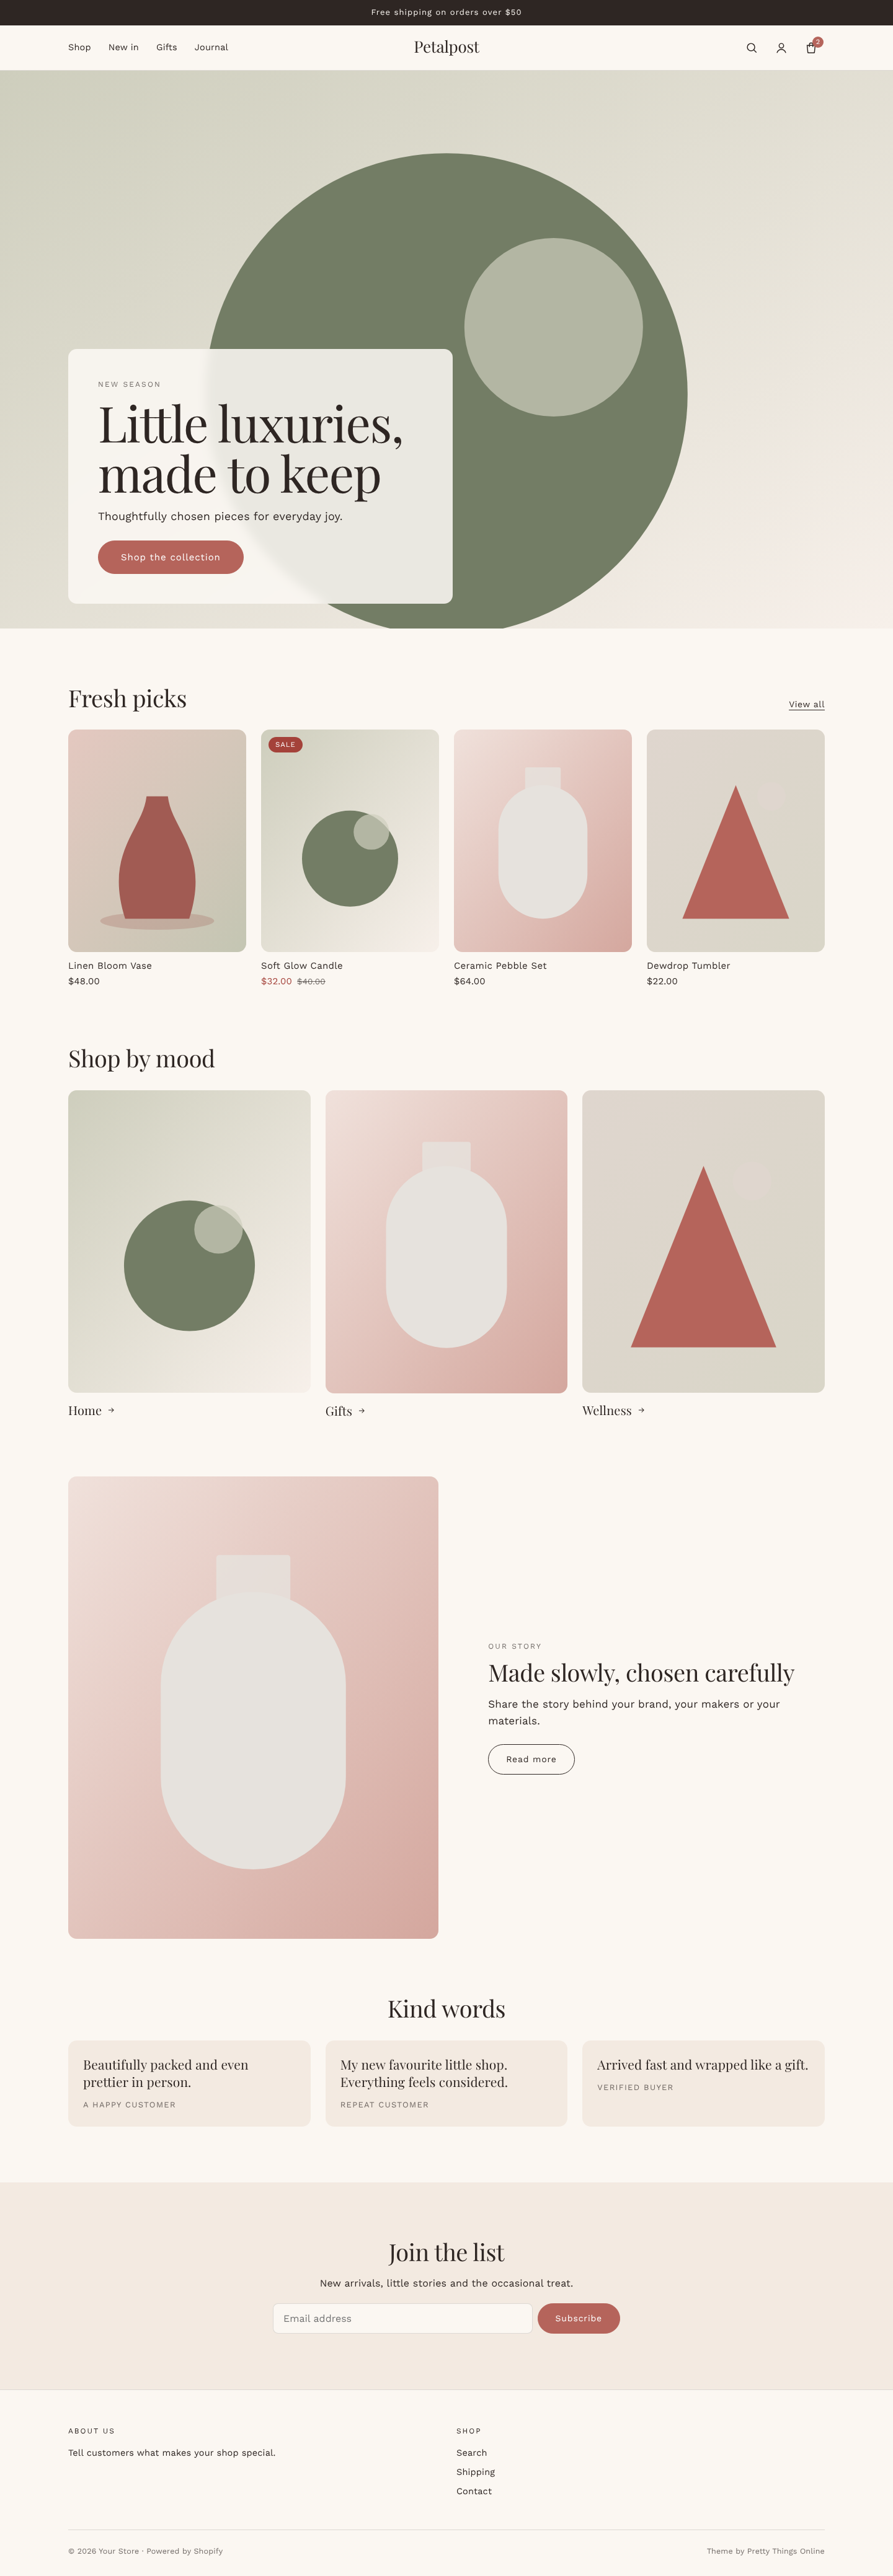 Free shipping on orders over $50
Shop New in Gifts Journal Petalpost 2
NEW SEASON
Little luxuries,
made to keep
Thoughtfully chosen pieces for everyday joy.
Shop the collection
Fresh picks View all
SALE
Linen Bloom Vase Soft Glow Candle Ceramic Pebble Set Dewdrop Tumbler
$48.00 $32.00 $40.00 $64.00 $22.00
Shop by mood
Home → Gifts → Wellness →
OUR STORY
Made slowly, chosen carefully
Share the story behind your brand, your makers or your
materials.
Read more
Kind words
Beautifully packed and even
prettier in person.
A HAPPY CUSTOMER
My new favourite little shop.
Everything feels considered.
REPEAT CUSTOMER
Arrived fast and wrapped like a gift.
VERIFIED BUYER
Join the list
New arrivals, little stories and the occasional treat.
Email address Subscribe
ABOUT US
Tell customers what makes your shop special.
SHOP
Search
Shipping
Contact
© 2026 Your Store · Powered by Shopify Theme by Pretty Things Online